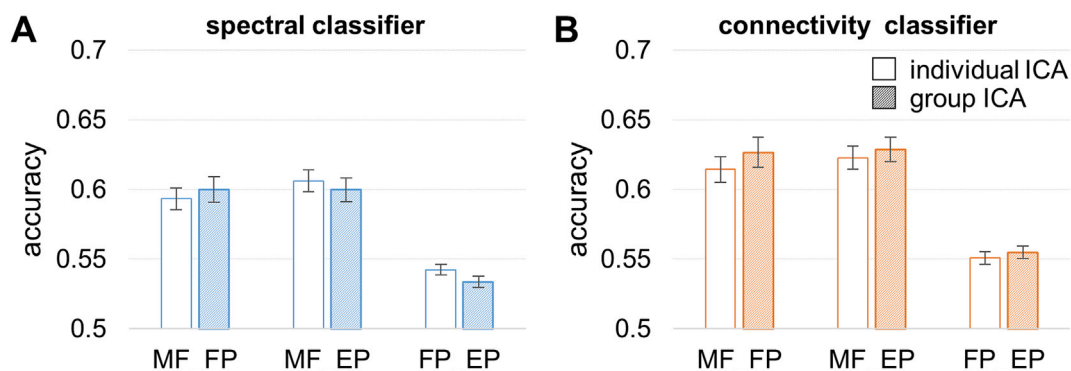 A
spectral classifier
0.7
0.65
0.6
0.55
0.5
accuracy
MF FP
MF EP
FP EP
B
connectivity classifier
individual ICA
group ICA
0.7
0.65
0.6
0.55
0.5
accuracy
MF FP
MF EP
FP EP